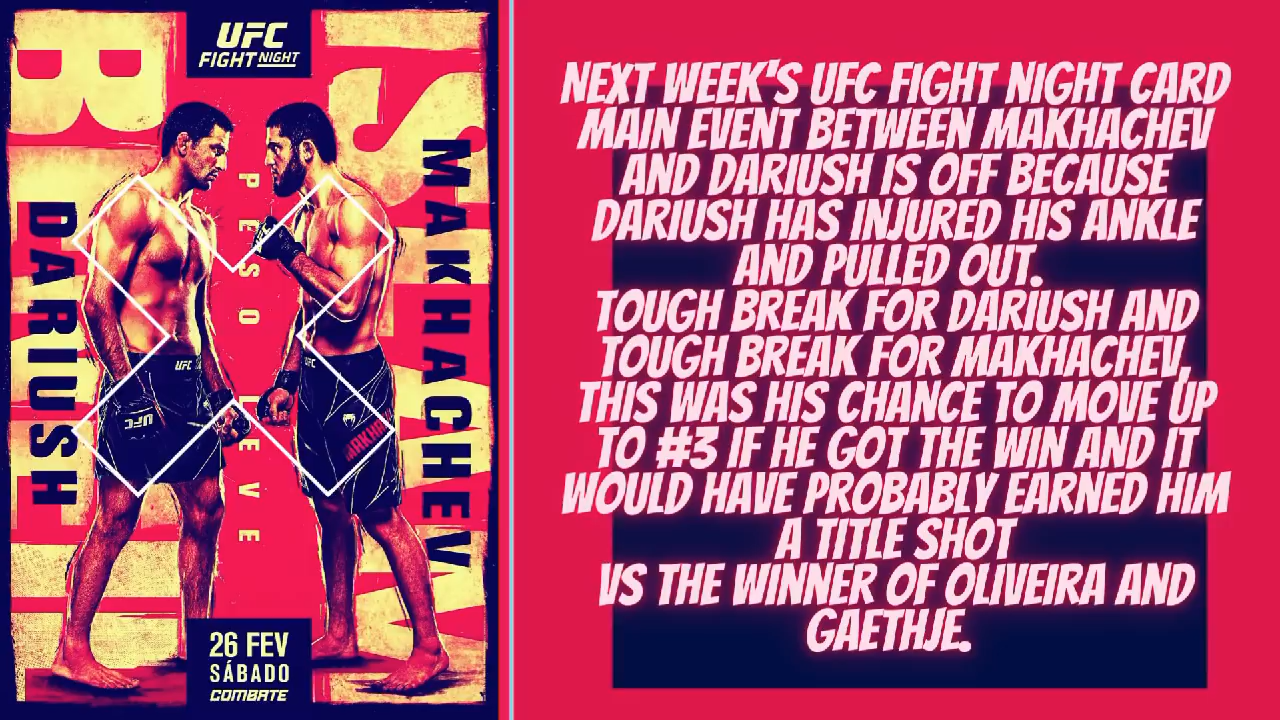 UFC
FIGHT NIGHT
DARIUSH
MAKHACHEV
PESO LEVE
UFC
UFC
UFC
MAKHA
26 FEV
SÁBADO
COMBATE
NEXT WEEK'S UFC FIGHT NIGHT CARD
MAIN EVENT BETWEEN MAKHACHEV
AND DARIUSH IS OFF BECAUSE
DARIUSH HAS INJURED HIS ANKLE
AND PULLED OUT.
TOUGH BREAK FOR DARIUSH AND
TOUGH BREAK FOR MAKHACHEV,
THIS WAS HIS CHANCE TO MOVE UP
TO #3 IF HE GOT THE WIN AND IT
WOULD HAVE PROBABLY EARNED HIM
A TITLE SHOT
VS THE WINNER OF OLIVEIRA AND
GAETHJE.